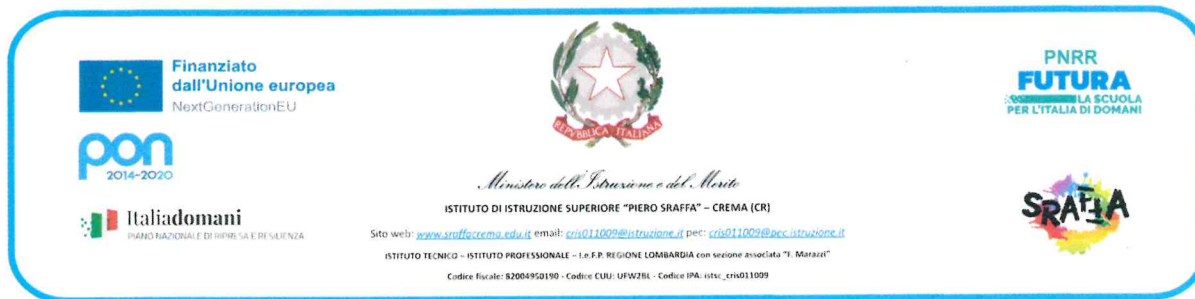 Finanziato
dall'Unione europea
NextGenerationEU
pon
2014-2020
Italiadomani
PIANO NAZIONALE DI RIPRESA E RESILIENZA
REPVBBLICA ITALIANA
Ministero dell'Istruzione e del Merito
ISTITUTO DI ISTRUZIONE SUPERIORE "PIERO SRAFFA" – CREMA (CR)
Sito web: www.sraffacrema.edu.it email: cris011009@istruzione.it pec: cris011009@pec.istruzione.it
ISTITUTO TECNICO – ISTITUTO PROFESSIONALE – I.e.F.P. REGIONE LOMBARDIA con sezione associata "F. Marazzi"
Codice fiscale: 82004950190 - Codice CUU: UFW2BL - Codice IPA: istsc_cris011009
PNRR
FUTURA
LA SCUOLA
PER L'ITALIA DI DOMANI
SRAFFA